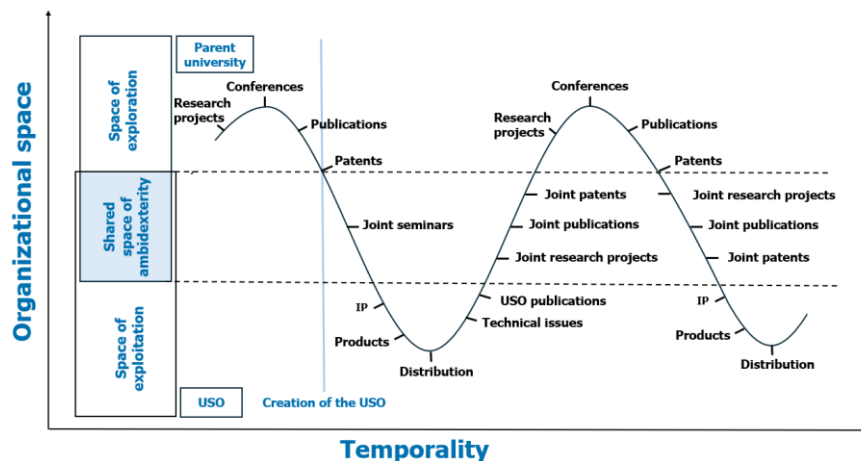 Organizational space
Space of
exploration
Shared
space of
ambidexterity
Space of
exploitation
Parent
university
USO
Creation of the USO
Research
projects
Conferences
Publications
Patents
Joint seminars
IP
Products
Distribution
Technical issues
USO publications
Joint research projects
Joint publications
Joint patents
Research
projects
Conferences
Publications
Patents
Joint research projects
Joint publications
Joint patents
IP
Products
Distribution
Temporality